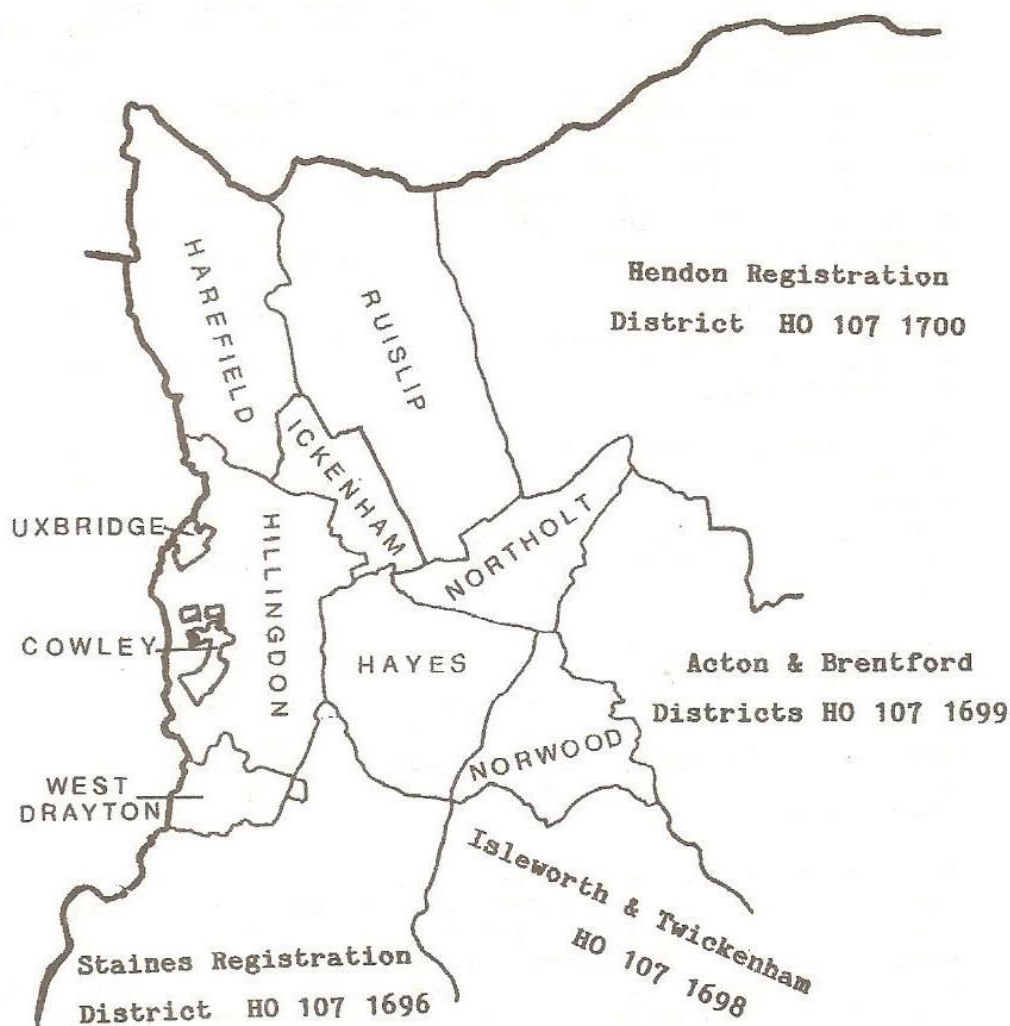 HAREFIELD
RUISLIP
Hendon Registration
District HO 107 1700
ICKENHAM
UXBRIDGE
HILLINGDON
NORTHOLT
COWLEY
HAYES
Acton & Brentford
Districts HO 107 1699
NORWOOD
WEST
DRAYTON
Isleworth & Twickenham
HO 107 1698
Staines Registration
District HO 107 1696